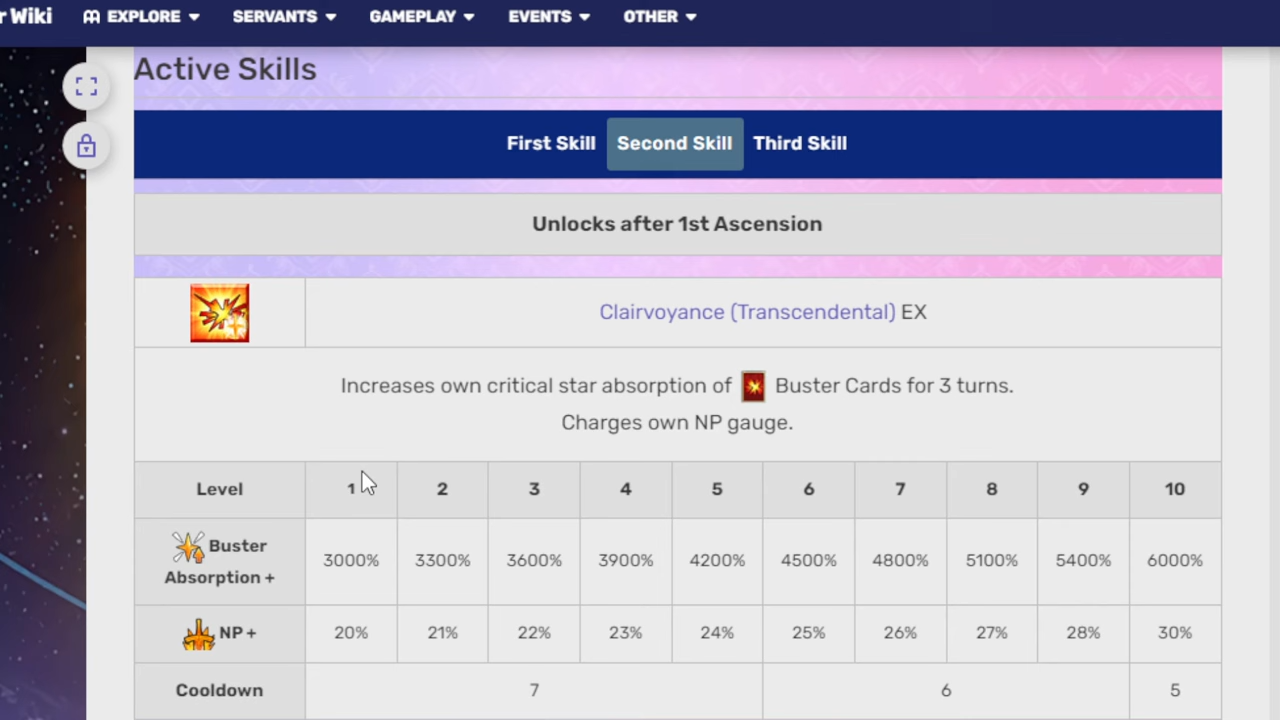 r Wiki EXPLORE SERVANTS GAMEPLAY EVENTS OTHER
Active Skills
First Skill Second Skill Third Skill
Unlocks after 1st Ascension
Clairvoyance (Transcendental) EX
Increases own critical star absorption of Buster Cards for 3 turns.
Charges own NP gauge.
Level 1 2 3 4 5 6 7 8 9 10
Buster
Absorption + 3000% 3300% 3600% 3900% 4200% 4500% 4800% 5100% 5400% 6000%
NP + 20% 21% 22% 23% 24% 25% 26% 27% 28% 30%
Cooldown 7 6 5